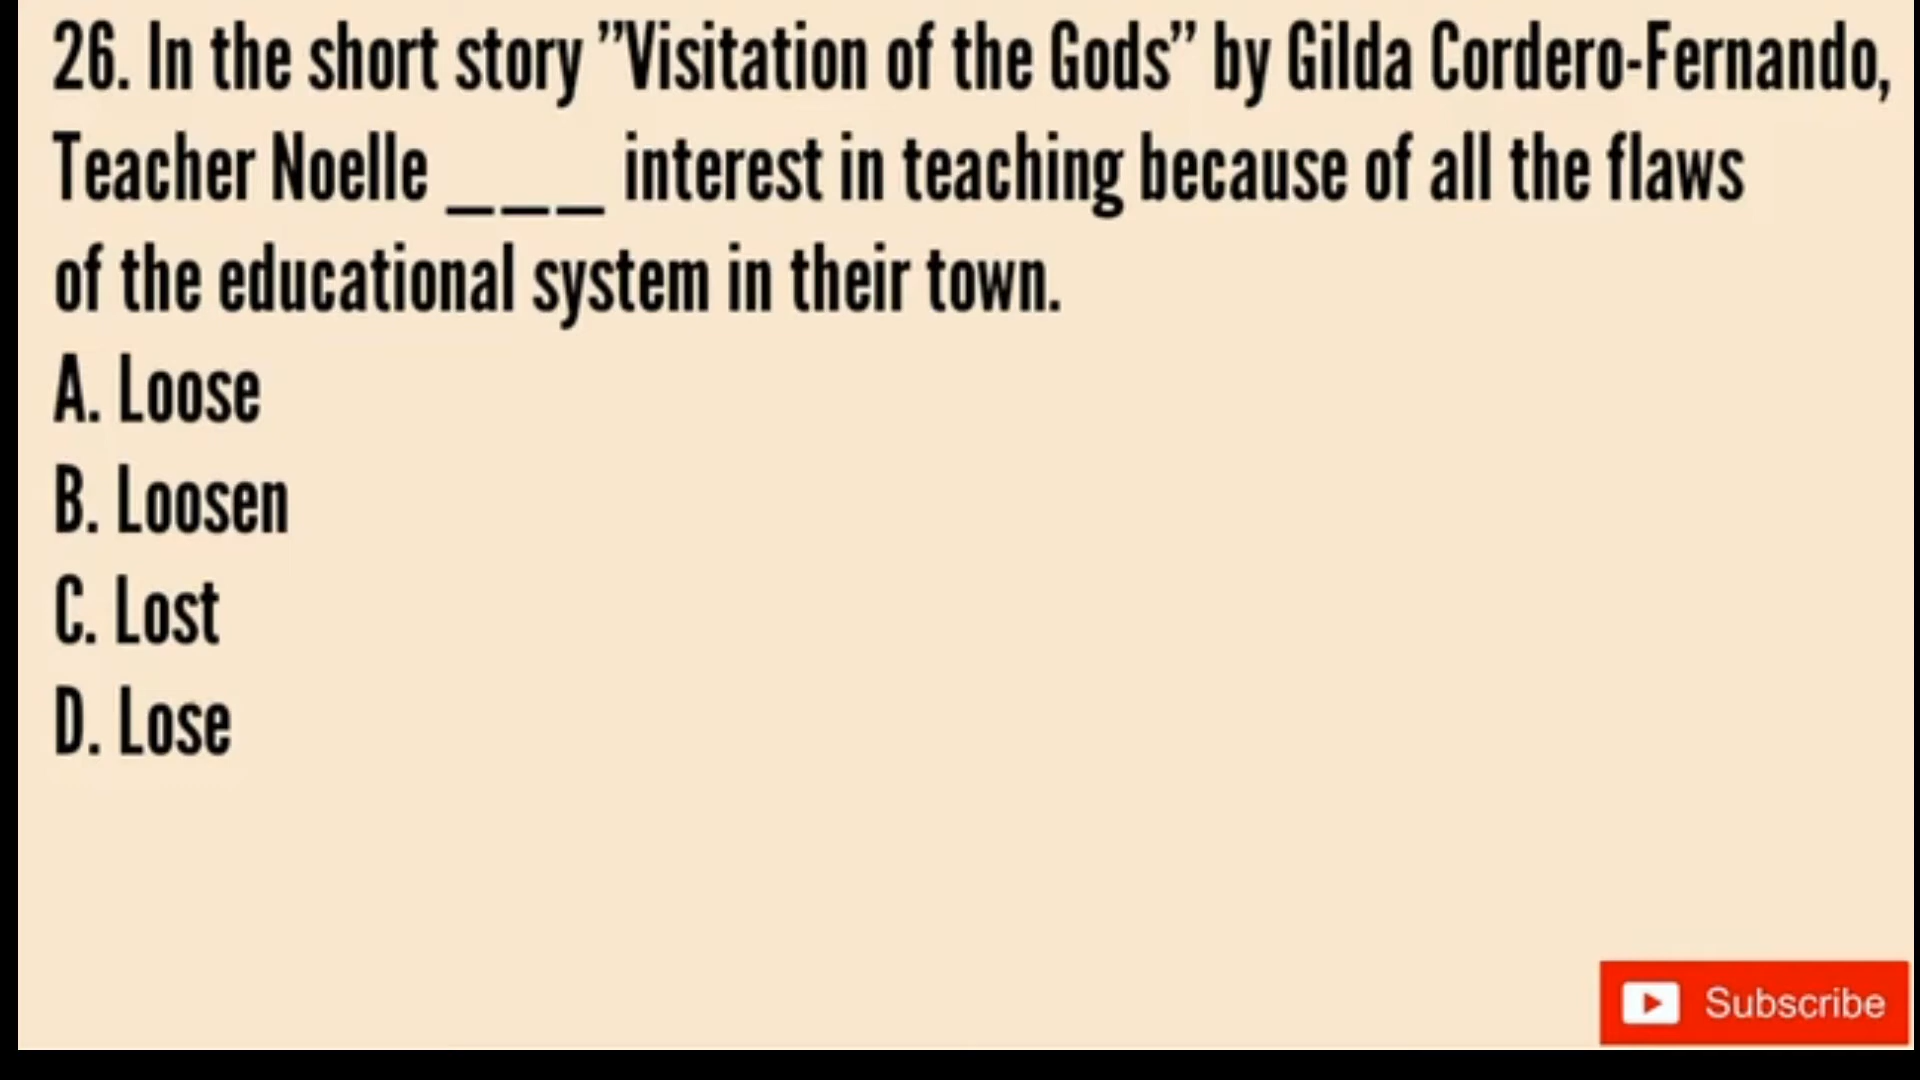 26. In the short story ”Visitation of the Gods” by Gilda Cordero-Fernando,
Teacher Noelle _ _ _ interest in teaching because of all the flaws
of the educational system in their town.
A. Loose
B. Loosen
C. Lost
D. Lose
Subscribe